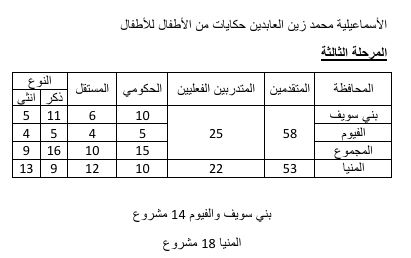 الأسماعيلية محمد زين العابدين حكايات من الأطفال للأطفال
المرحلة الثالثة
المحافظة المتقدمين المتدربين الفعليين الحكومي المستقل النوع
ذكر انثي
بني سويف 58 25 10 6 11 5
الفيوم 5 4 5 4
المجموع 15 10 16 9
المنيا 53 22 10 12 9 13
بني سويف والفيوم 14 مشروع
المنيا 18 مشروع